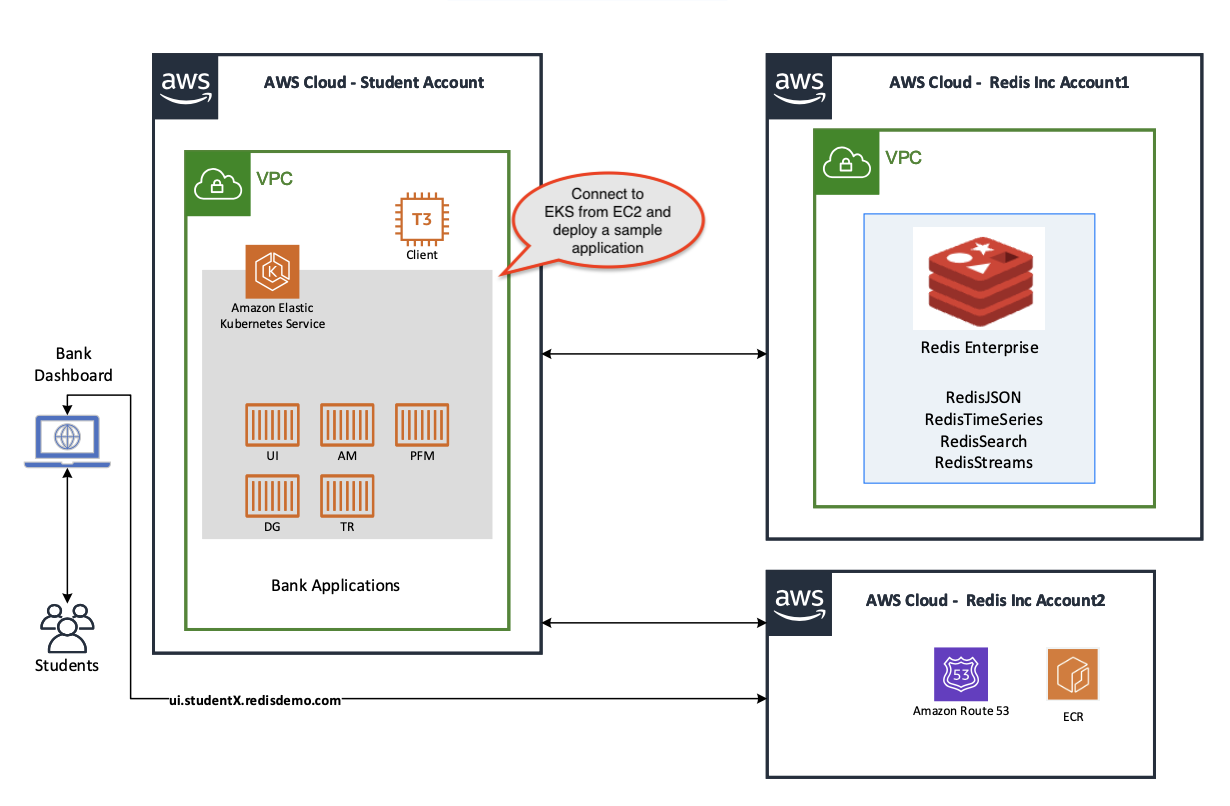 aws
AWS Cloud - Student Account
VPC
T3
Client
Connect to
EKS from EC2 and
deploy a sample
application
K
Amazon Elastic
Kubernetes Service
UI
AM
PFM
DG
TR
Bank Applications
Bank
Dashboard
Students
ui.studentX.redisdemo.com
aws
AWS Cloud - Redis Inc Account1
VPC
Redis Enterprise
RedisJSON
RedisTimeSeries
RedisSearch
RedisStreams
aws
AWS Cloud - Redis Inc Account2
53
Amazon Route 53
ECR